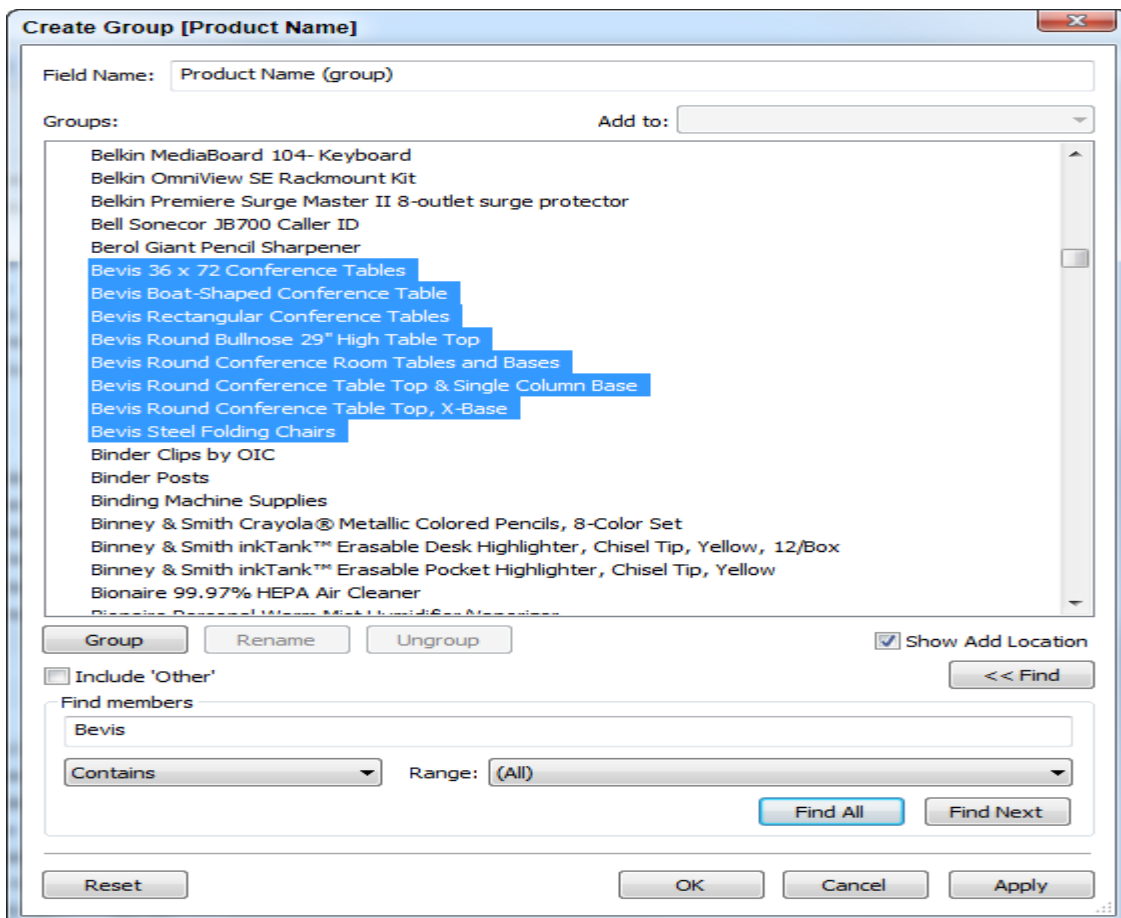 Create Group [Product Name]
Field Name: Product Name (group)
Groups: Add to:
Belkin MediaBoard 104- Keyboard
Belkin OmniView SE Rackmount Kit
Belkin Premiere Surge Master II 8-outlet surge protector
Bell Sonecor JB700 Caller ID
Berol Giant Pencil Sharpener
Bevis 36 x 72 Conference Tables
Bevis Boat-Shaped Conference Table
Bevis Rectangular Conference Tables
Bevis Round Bullnose 29" High Table Top
Bevis Round Conference Room Tables and Bases
Bevis Round Conference Table Top & Single Column Base
Bevis Round Conference Table Top, X-Base
Bevis Steel Folding Chairs
Binder Clips by OIC
Binder Posts
Binding Machine Supplies
Binney & Smith Crayola® Metallic Colored Pencils, 8-Color Set
Binney & Smith inkTank™ Erasable Desk Highlighter, Chisel Tip, Yellow, 12/Box
Binney & Smith inkTank™ Erasable Pocket Highlighter, Chisel Tip, Yellow
Bionaire 99.97% HEPA Air Cleaner
Bionaire Personal Warm Mist Humidifier/Vaporizer
Group Rename Ungroup Show Add Location
Include 'Other' << Find
Find members
Bevis
Contains Range: (All)
Find All Find Next
Reset OK Cancel Apply